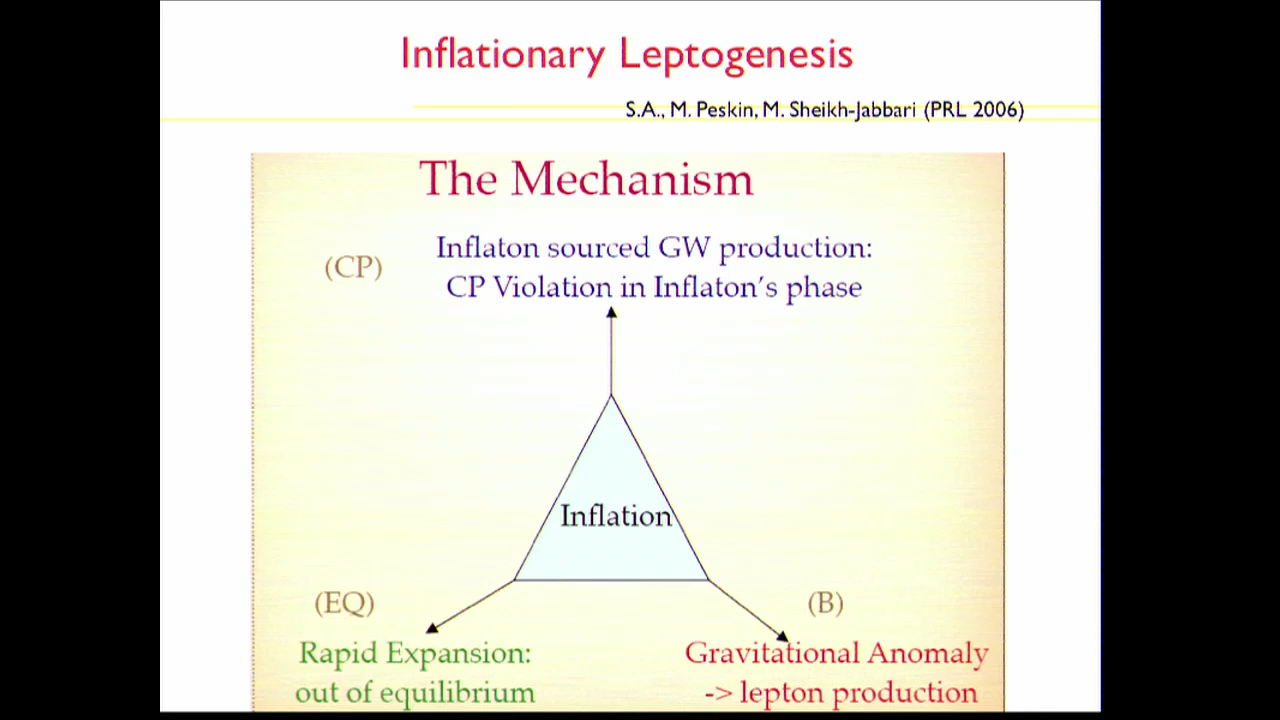 Inflationary Leptogenesis
S.A., M. Peskin, M. Sheikh-Jabbari (PRL 2006)
The Mechanism
(CP)
Inflaton sourced GW production:
CP Violation in Inflaton's phase
Inflation
(EQ)
Rapid Expansion:
out of equilibrium
(B)
Gravitational Anomaly
-> lepton production